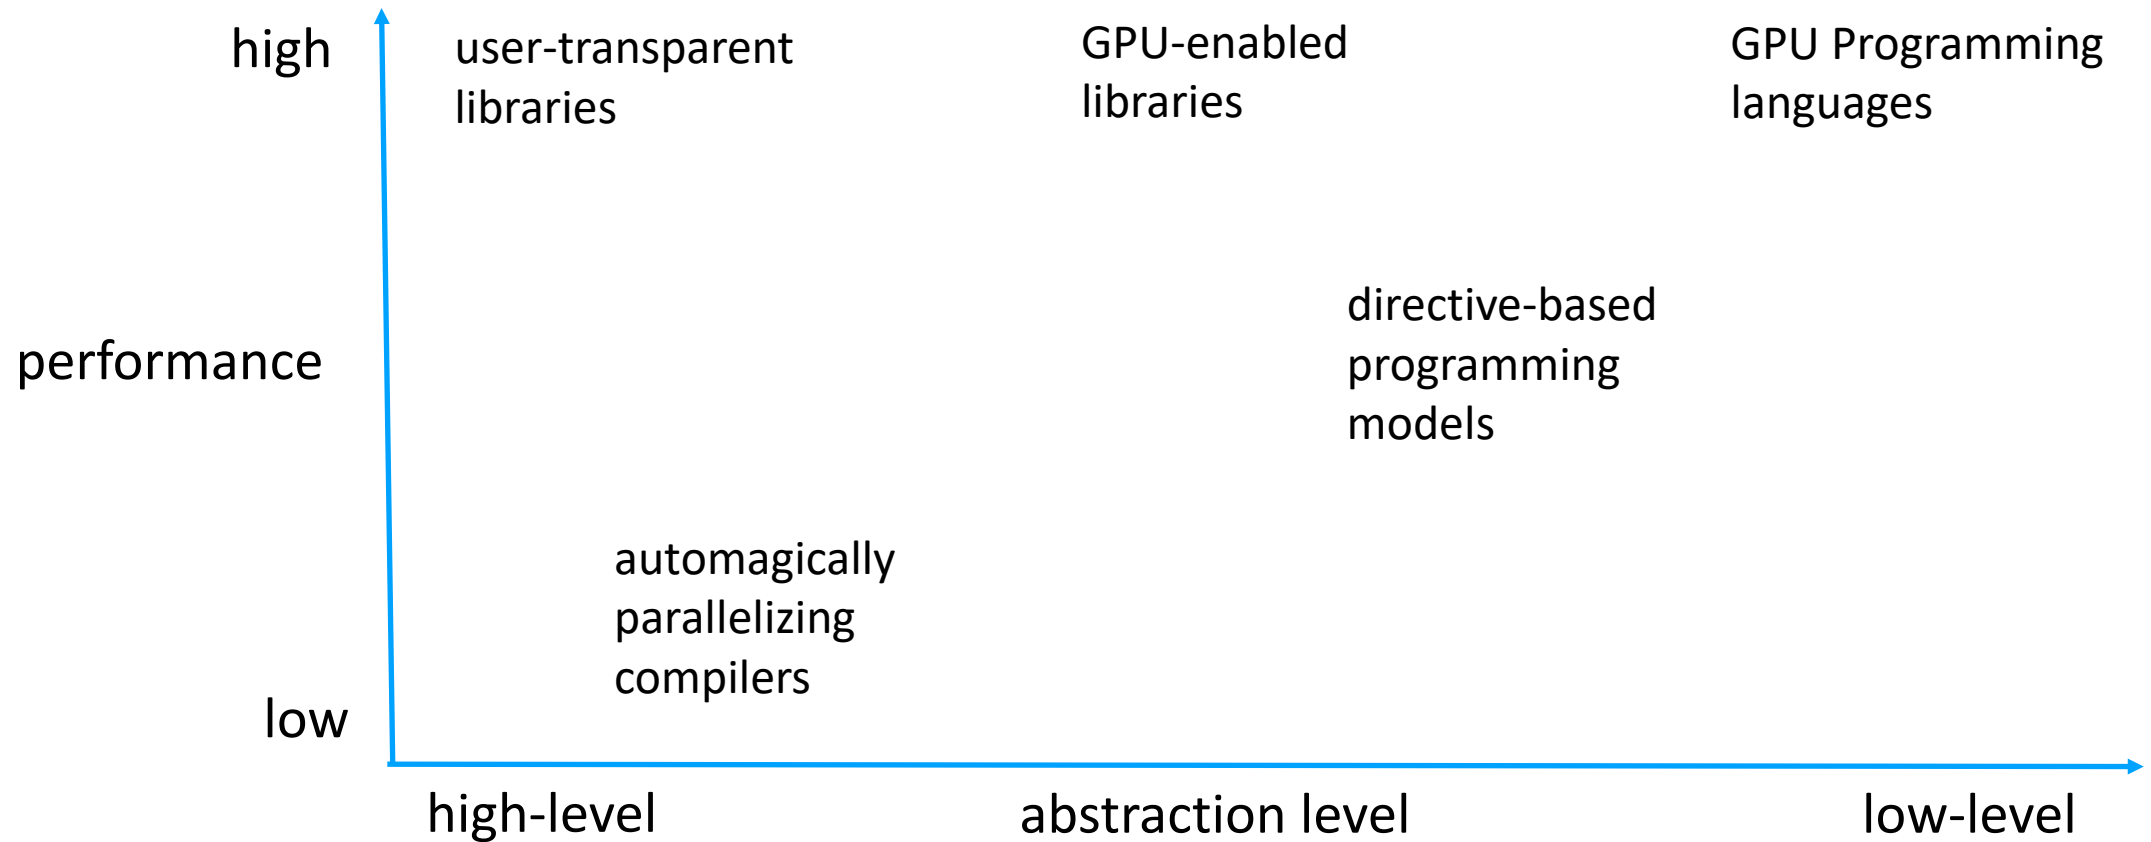 high
user-transparent
libraries
GPU-enabled
libraries
GPU Programming
languages
performance
directive-based
programming
models
automagically
parallelizing
compilers
low
high-level
abstraction level
low-level